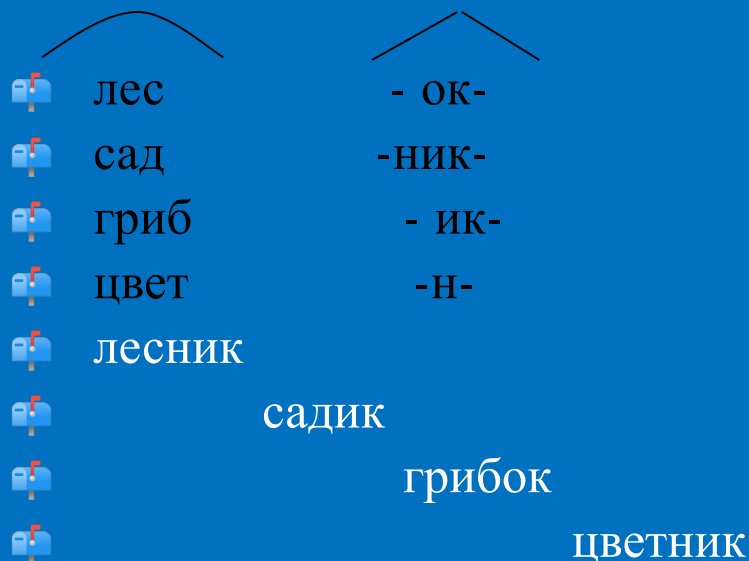 лес - ок-
сад -ник-
гриб - ик-
цвет -н-
лесник
садик
грибок
цветник